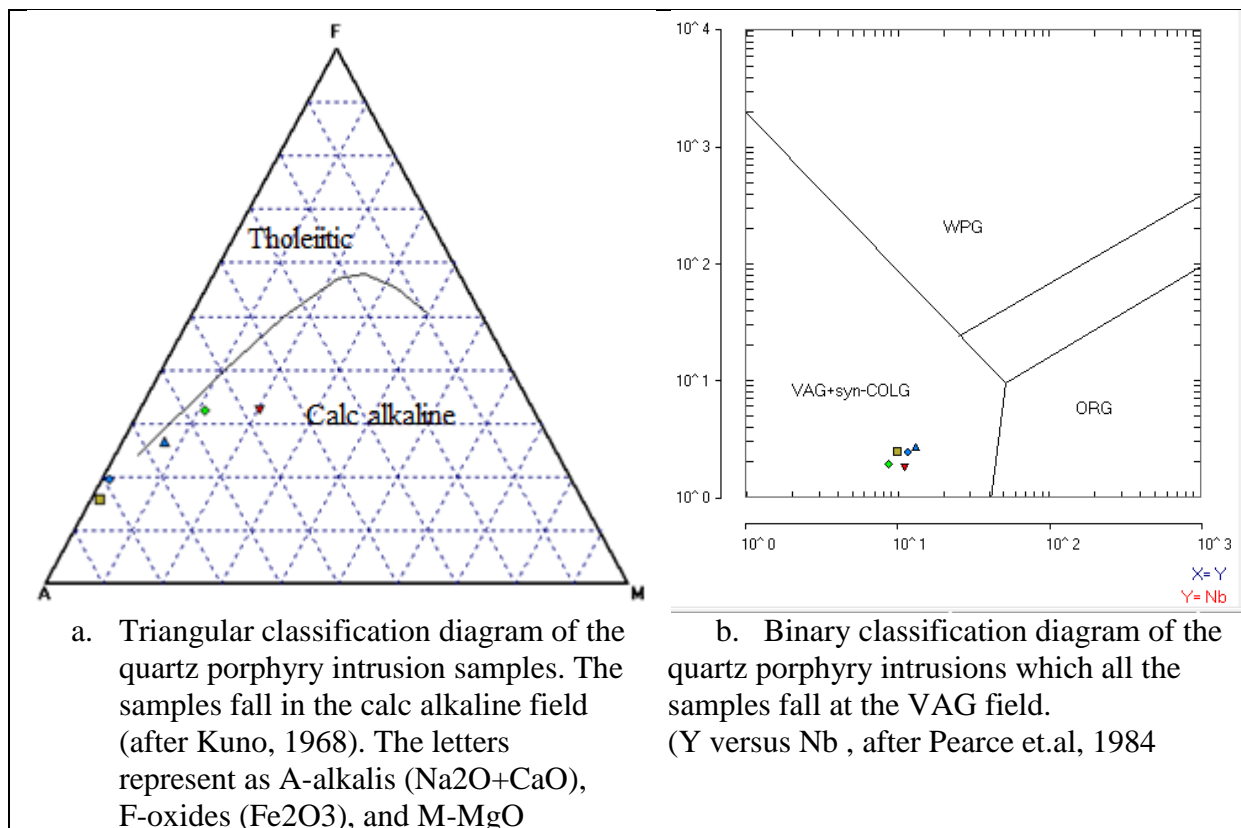 F
Tholeiitic
Calc alkaline
A
M
10^ 4
10^ 3
10^ 2
10^ 1
10^ 0
WPG
VAG+syn-COLG
ORG
10^ 0
10^ 1
10^ 2
10^ 3
X= Y
Y= Nb
a. Triangular classification diagram of the
quartz porphyry intrusion samples. The
samples fall in the calc alkaline field
(after Kuno, 1968). The letters
represent as A-alkalis (Na2O+CaO),
F-oxides (Fe2O3), and M-MgO
b. Binary classification diagram of the
quartz porphyry intrusions which all the
samples fall at the VAG field.
(Y versus Nb , after Pearce et.al, 1984